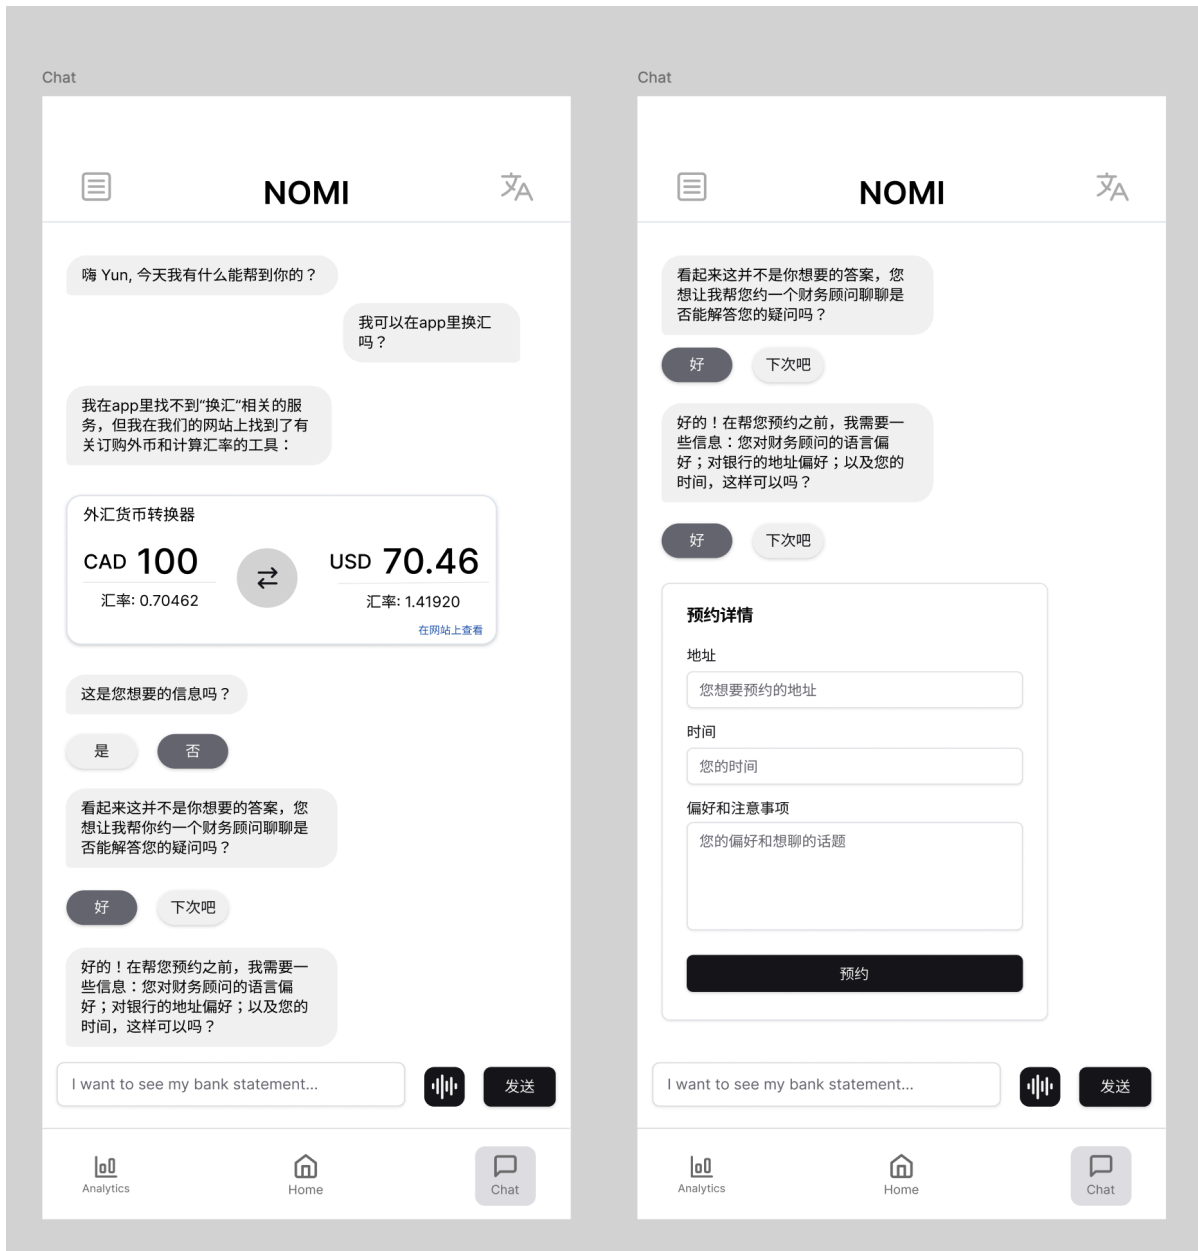 Chat
NOMI
嗨 Yun, 今天我有什么能帮到你的？
我可以在app里换汇
吗？
我在app里找不到“换汇”相关的服
务，但我在我们的网站上找到了有
关订购外币和计算汇率的工具：
外汇货币转换器
CAD 100
USD 70.46
汇率: 0.70462
汇率: 1.41920
在网站上查看
这是您想要的信息吗？
是
否
看起来这并不是你想要的答案，您
想让我帮你约一个财务顾问聊聊是
否能解答您的疑问吗？
好
下次吧
好的！在帮您预约之前，我需要一
些信息：您对财务顾问的语言偏
好；对银行的地址偏好；以及您的
时间，这样可以吗？
I want to see my bank statement...
发送
Analytics
Home
Chat
Chat
NOMI
看起来这并不是你想要的答案，您
想让我帮您约一个财务顾问聊聊是
否能解答您的疑问吗？
好
下次吧
好的！在帮您预约之前，我需要一
些信息：您对财务顾问的语言偏
好；对银行的地址偏好；以及您的
时间，这样可以吗？
好
下次吧
预约详情
地址
您想要预约的地址
时间
您的时间
偏好和注意事项
您的偏好和想聊的话题
预约
I want to see my bank statement...
发送
Analytics
Home
Chat